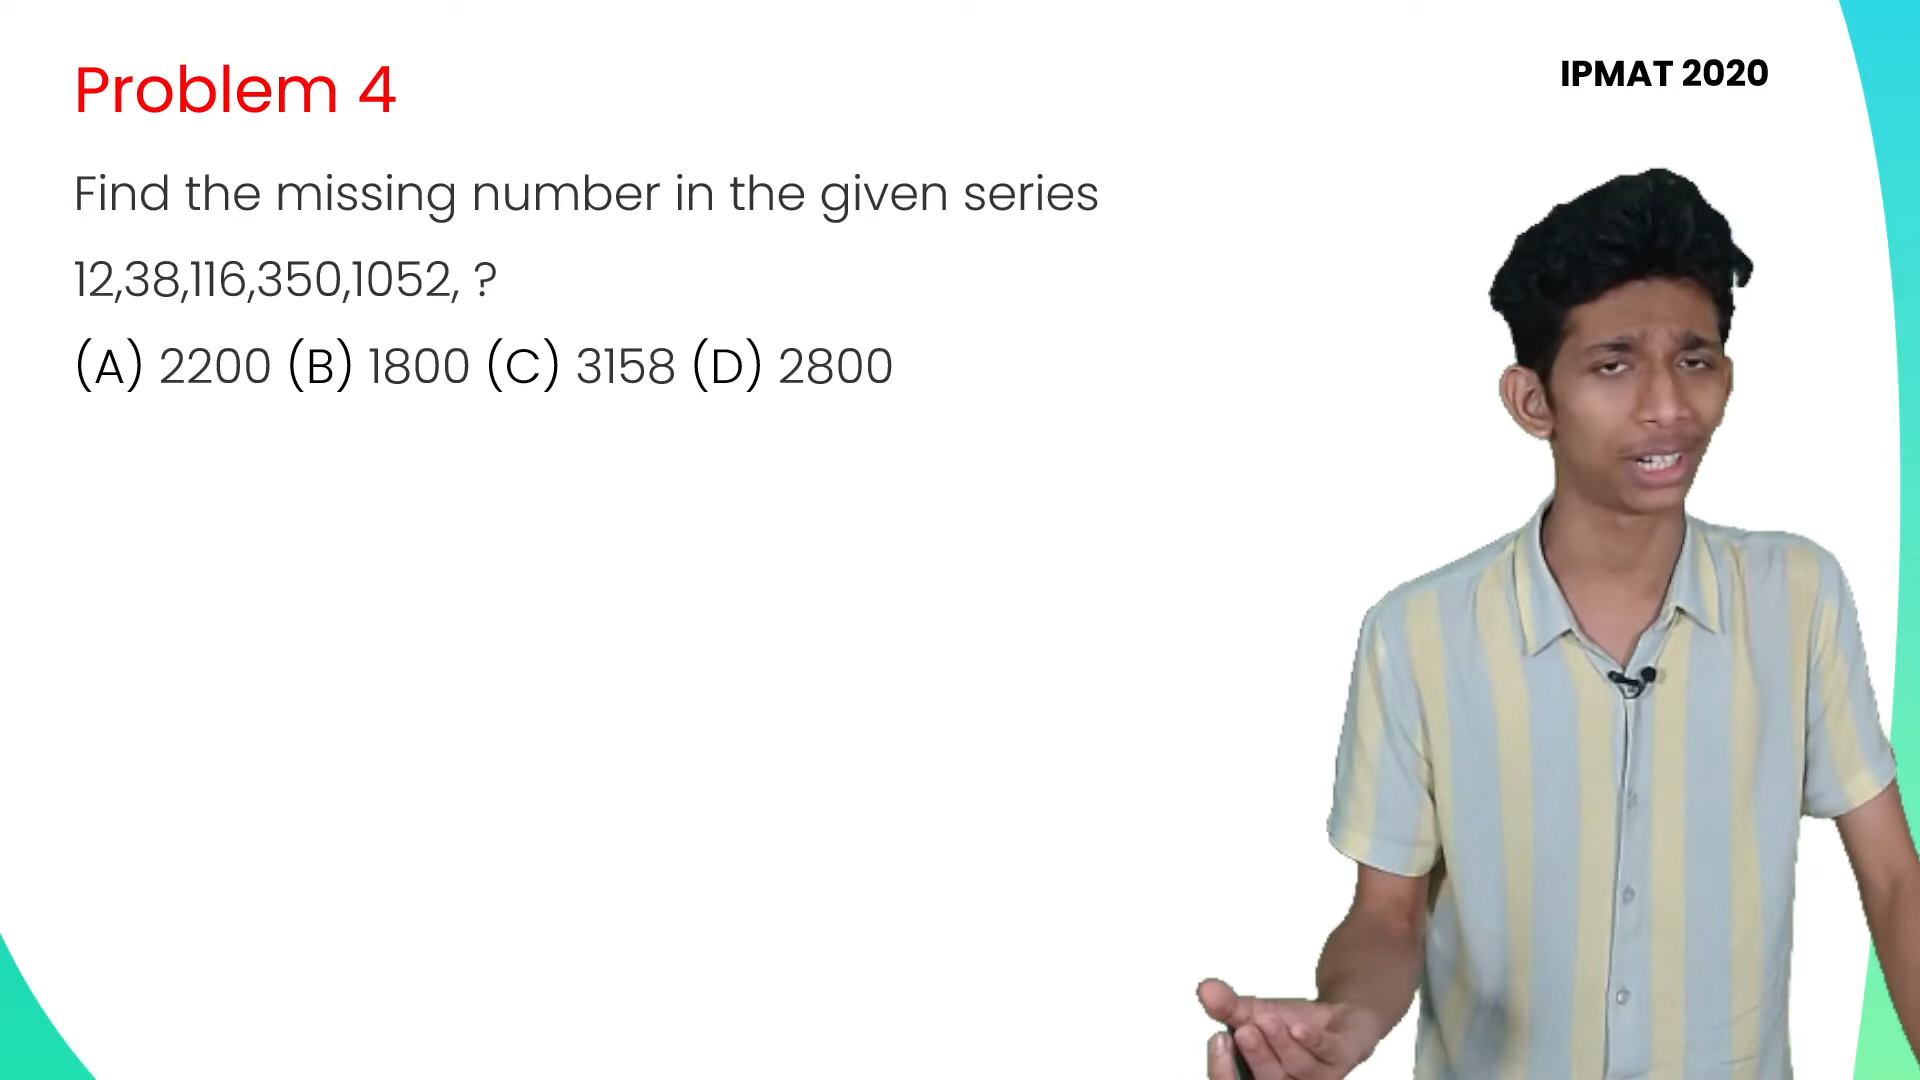 Problem 4
IPMAT 2020
Find the missing number in the given series
12,38,116,350,1052, ?
(A) 2200 (B) 1800 (C) 3158 (D) 2800